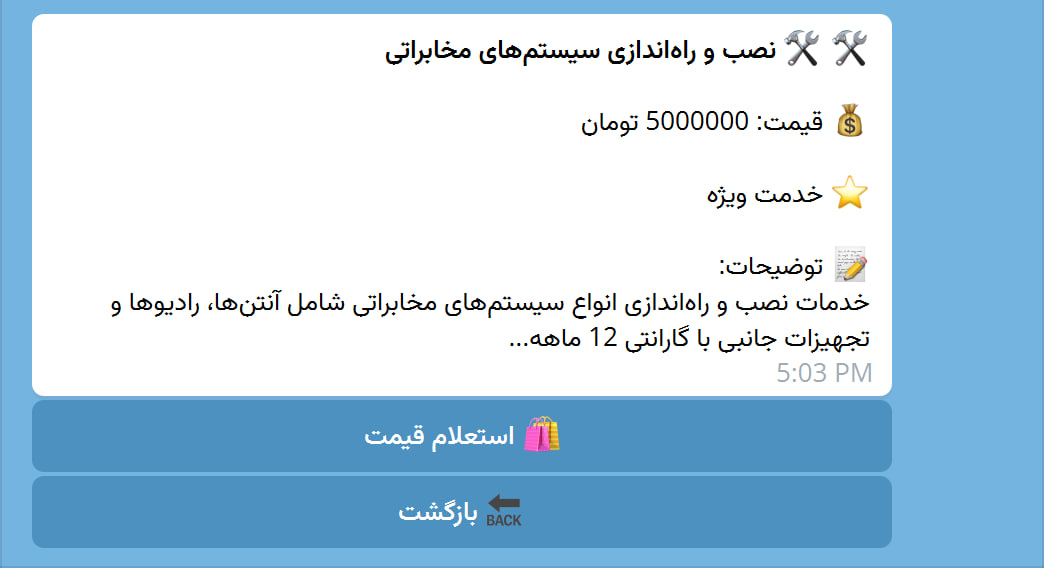 🛠 🛠 نصب و راه‌اندازی سیستم‌های مخابراتی
💰 قیمت: 5000000 تومان
⭐ خدمت ویژه
📝 توضیحات:
خدمات نصب و راه‌اندازی انواع سیستم‌های مخابراتی شامل آنتن‌ها، رادیوها و
تجهیزات جانبی با گارانتی 12 ماهه...
5:03 PM
🛍 استعلام قیمت
🔙 بازگشت